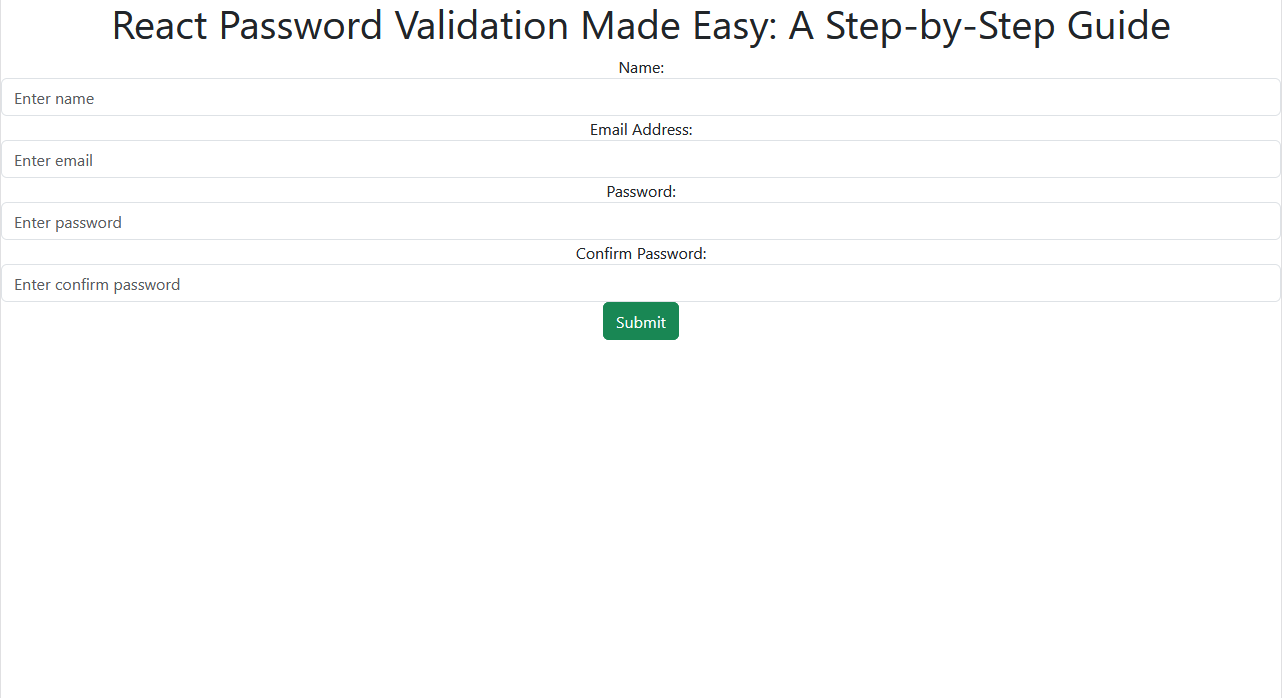 React Password Validation Made Easy: A Step-by-Step Guide
Name:
Enter name
Email Address:
Enter email
Password:
Enter password
Confirm Password:
Enter confirm password
Submit